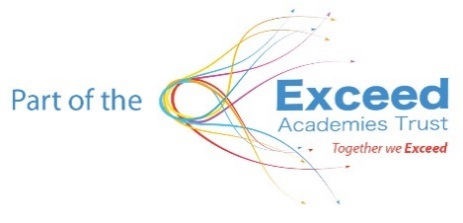 Part of the
Exceed
Academies Trust
Together we Exceed